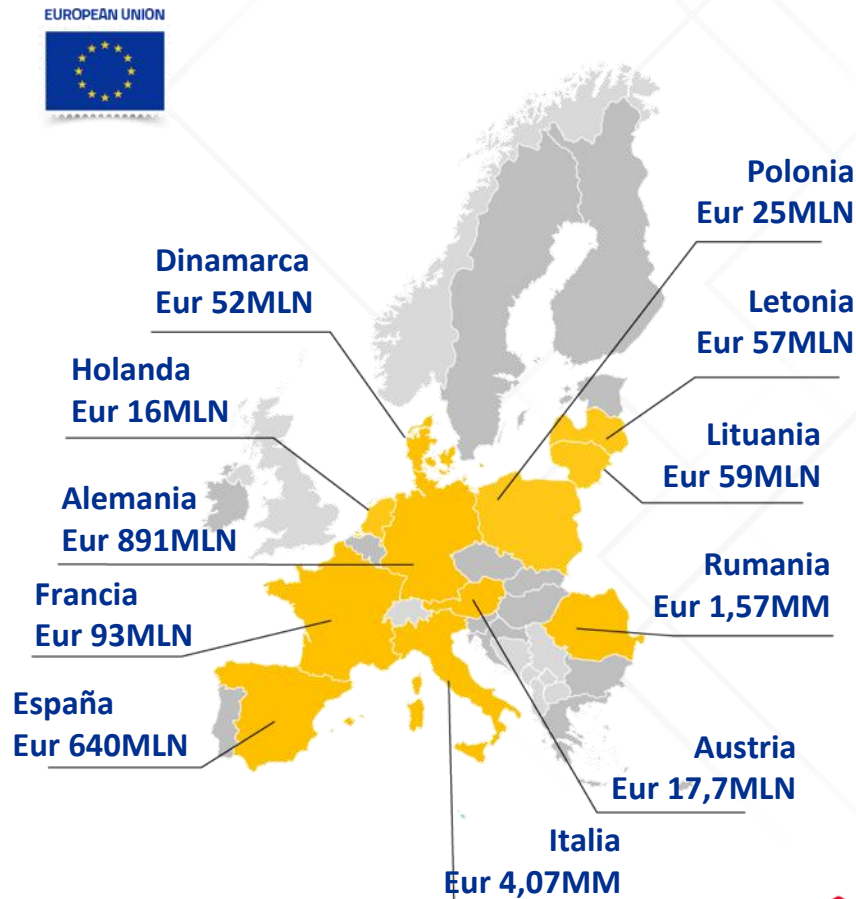 EUROPEAN UNION
Polonia
Eur 25MLN
Dinamarca
Eur 52MLN
Letonia
Eur 57MLN
Holanda
Eur 16MLN
Lituania
Eur 59MLN
Alemania
Eur 891MLN
Rumania
Eur 1,57MM
Francia
Eur 93MLN
España
Eur 640MLN
Austria
Eur 17,7MLN
Italia
Eur 4,07MM